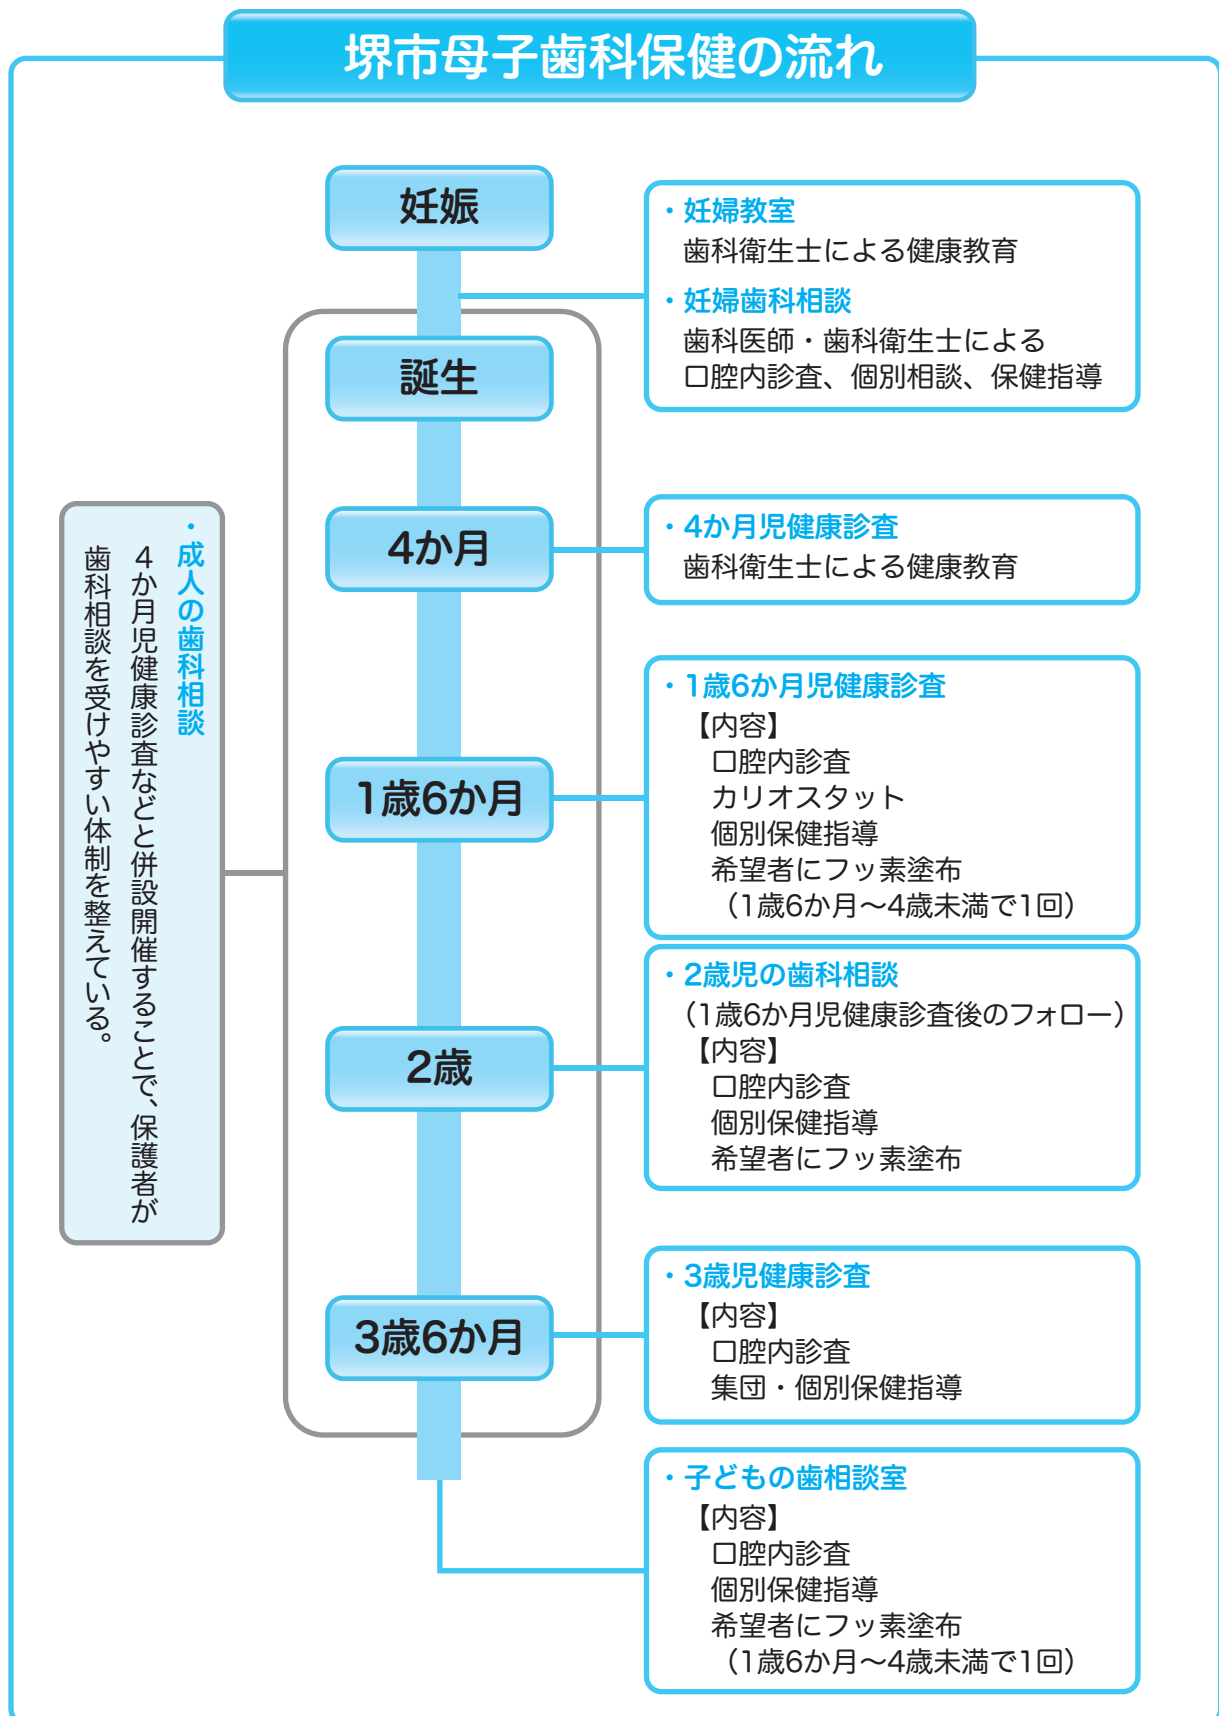 堺市母子歯科保健の流れ
妊娠
・妊婦教室
歯科衛生士による健康教育
・妊婦歯科相談
歯科医師・歯科衛生士による
口腔内診査、個別相談、保健指導
誕生
4か月
・4か月児健康診査
歯科衛生士による健康教育
・成人の歯科相談
4か月児健康診査などと併設開催することで、保護者が
歯科相談を受けやすい体制を整えている。
1歳6か月
・1歳6か月児健康診査
【内容】
口腔内診査
カリオスタット
個別保健指導
希望者にフッ素塗布
（1歳6か月～4歳未満で1回）
2歳
・2歳児の歯科相談
（1歳6か月児健康診査後のフォロー）
【内容】
口腔内診査
個別保健指導
希望者にフッ素塗布
3歳6か月
・3歳児健康診査
【内容】
口腔内診査
集団・個別保健指導
・子どもの歯相談室
【内容】
口腔内診査
個別保健指導
希望者にフッ素塗布
（1歳6か月～4歳未満で1回）